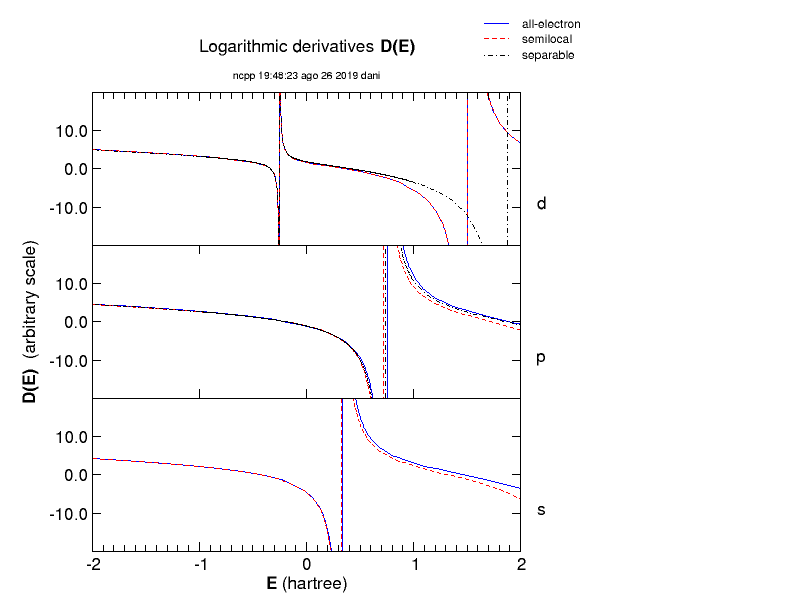 all-electron
semilocal
separable
Logarithmic derivatives D(E)
ncpp 19:48:23 ago 26 2019 dani
10.0
0.0
-10.0
d
10.0
0.0
-10.0
p
10.0
0.0
-10.0
s
D(E) (arbitrary scale)
-2 -1 0 1 2
E (hartree)